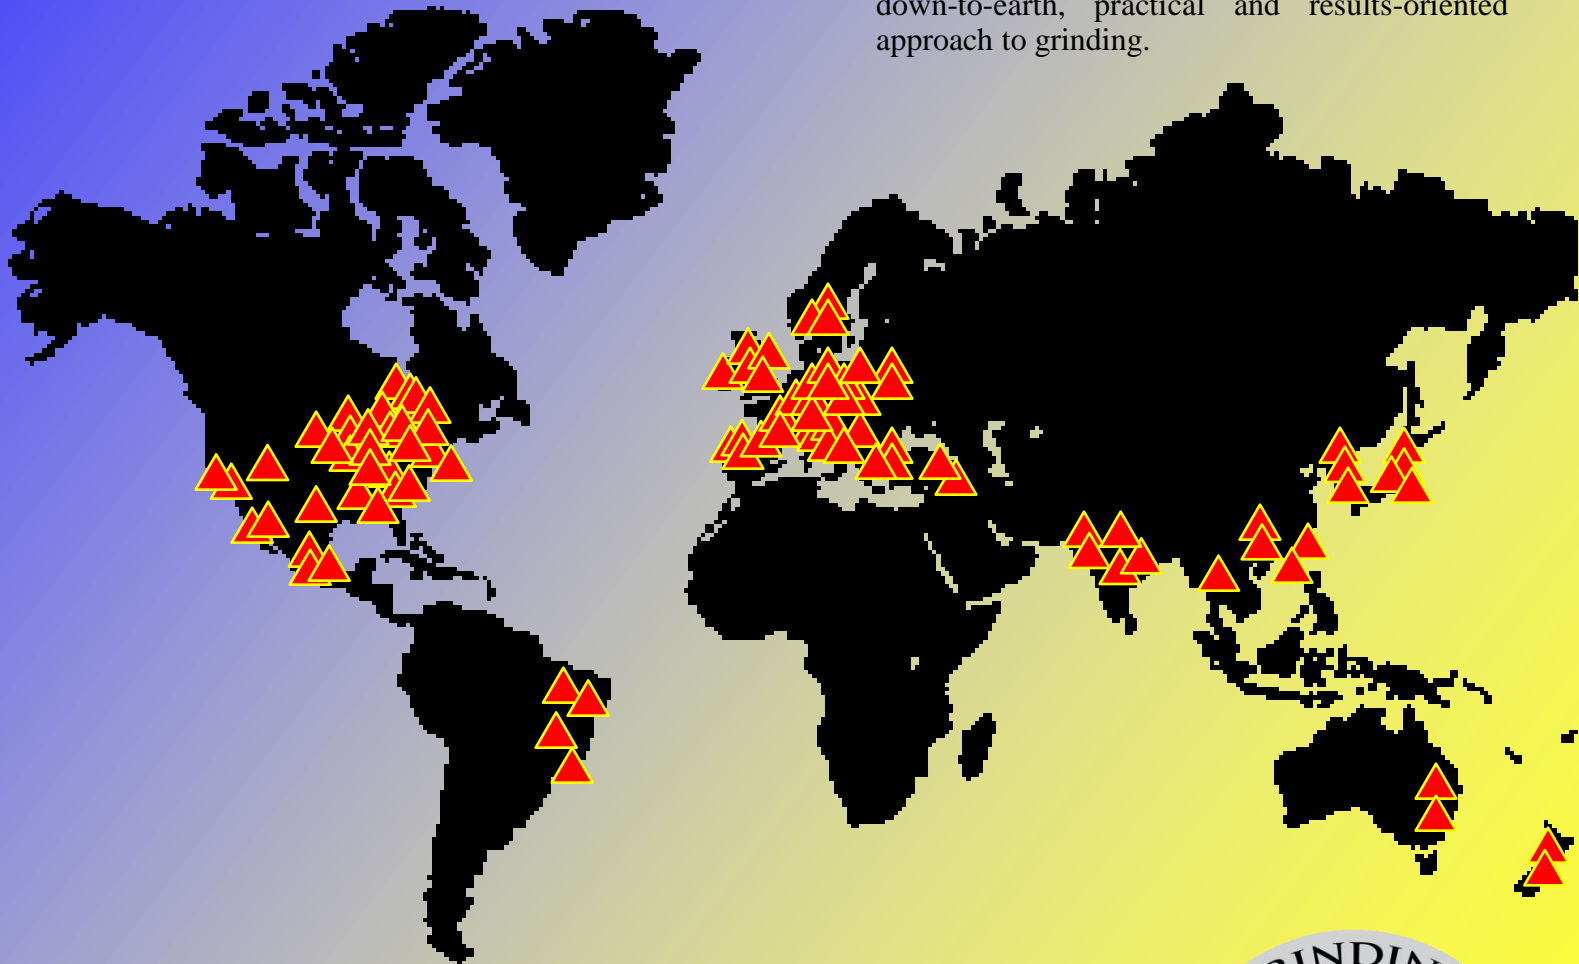 down-to-earth, practical and results-oriented
approach to grinding.